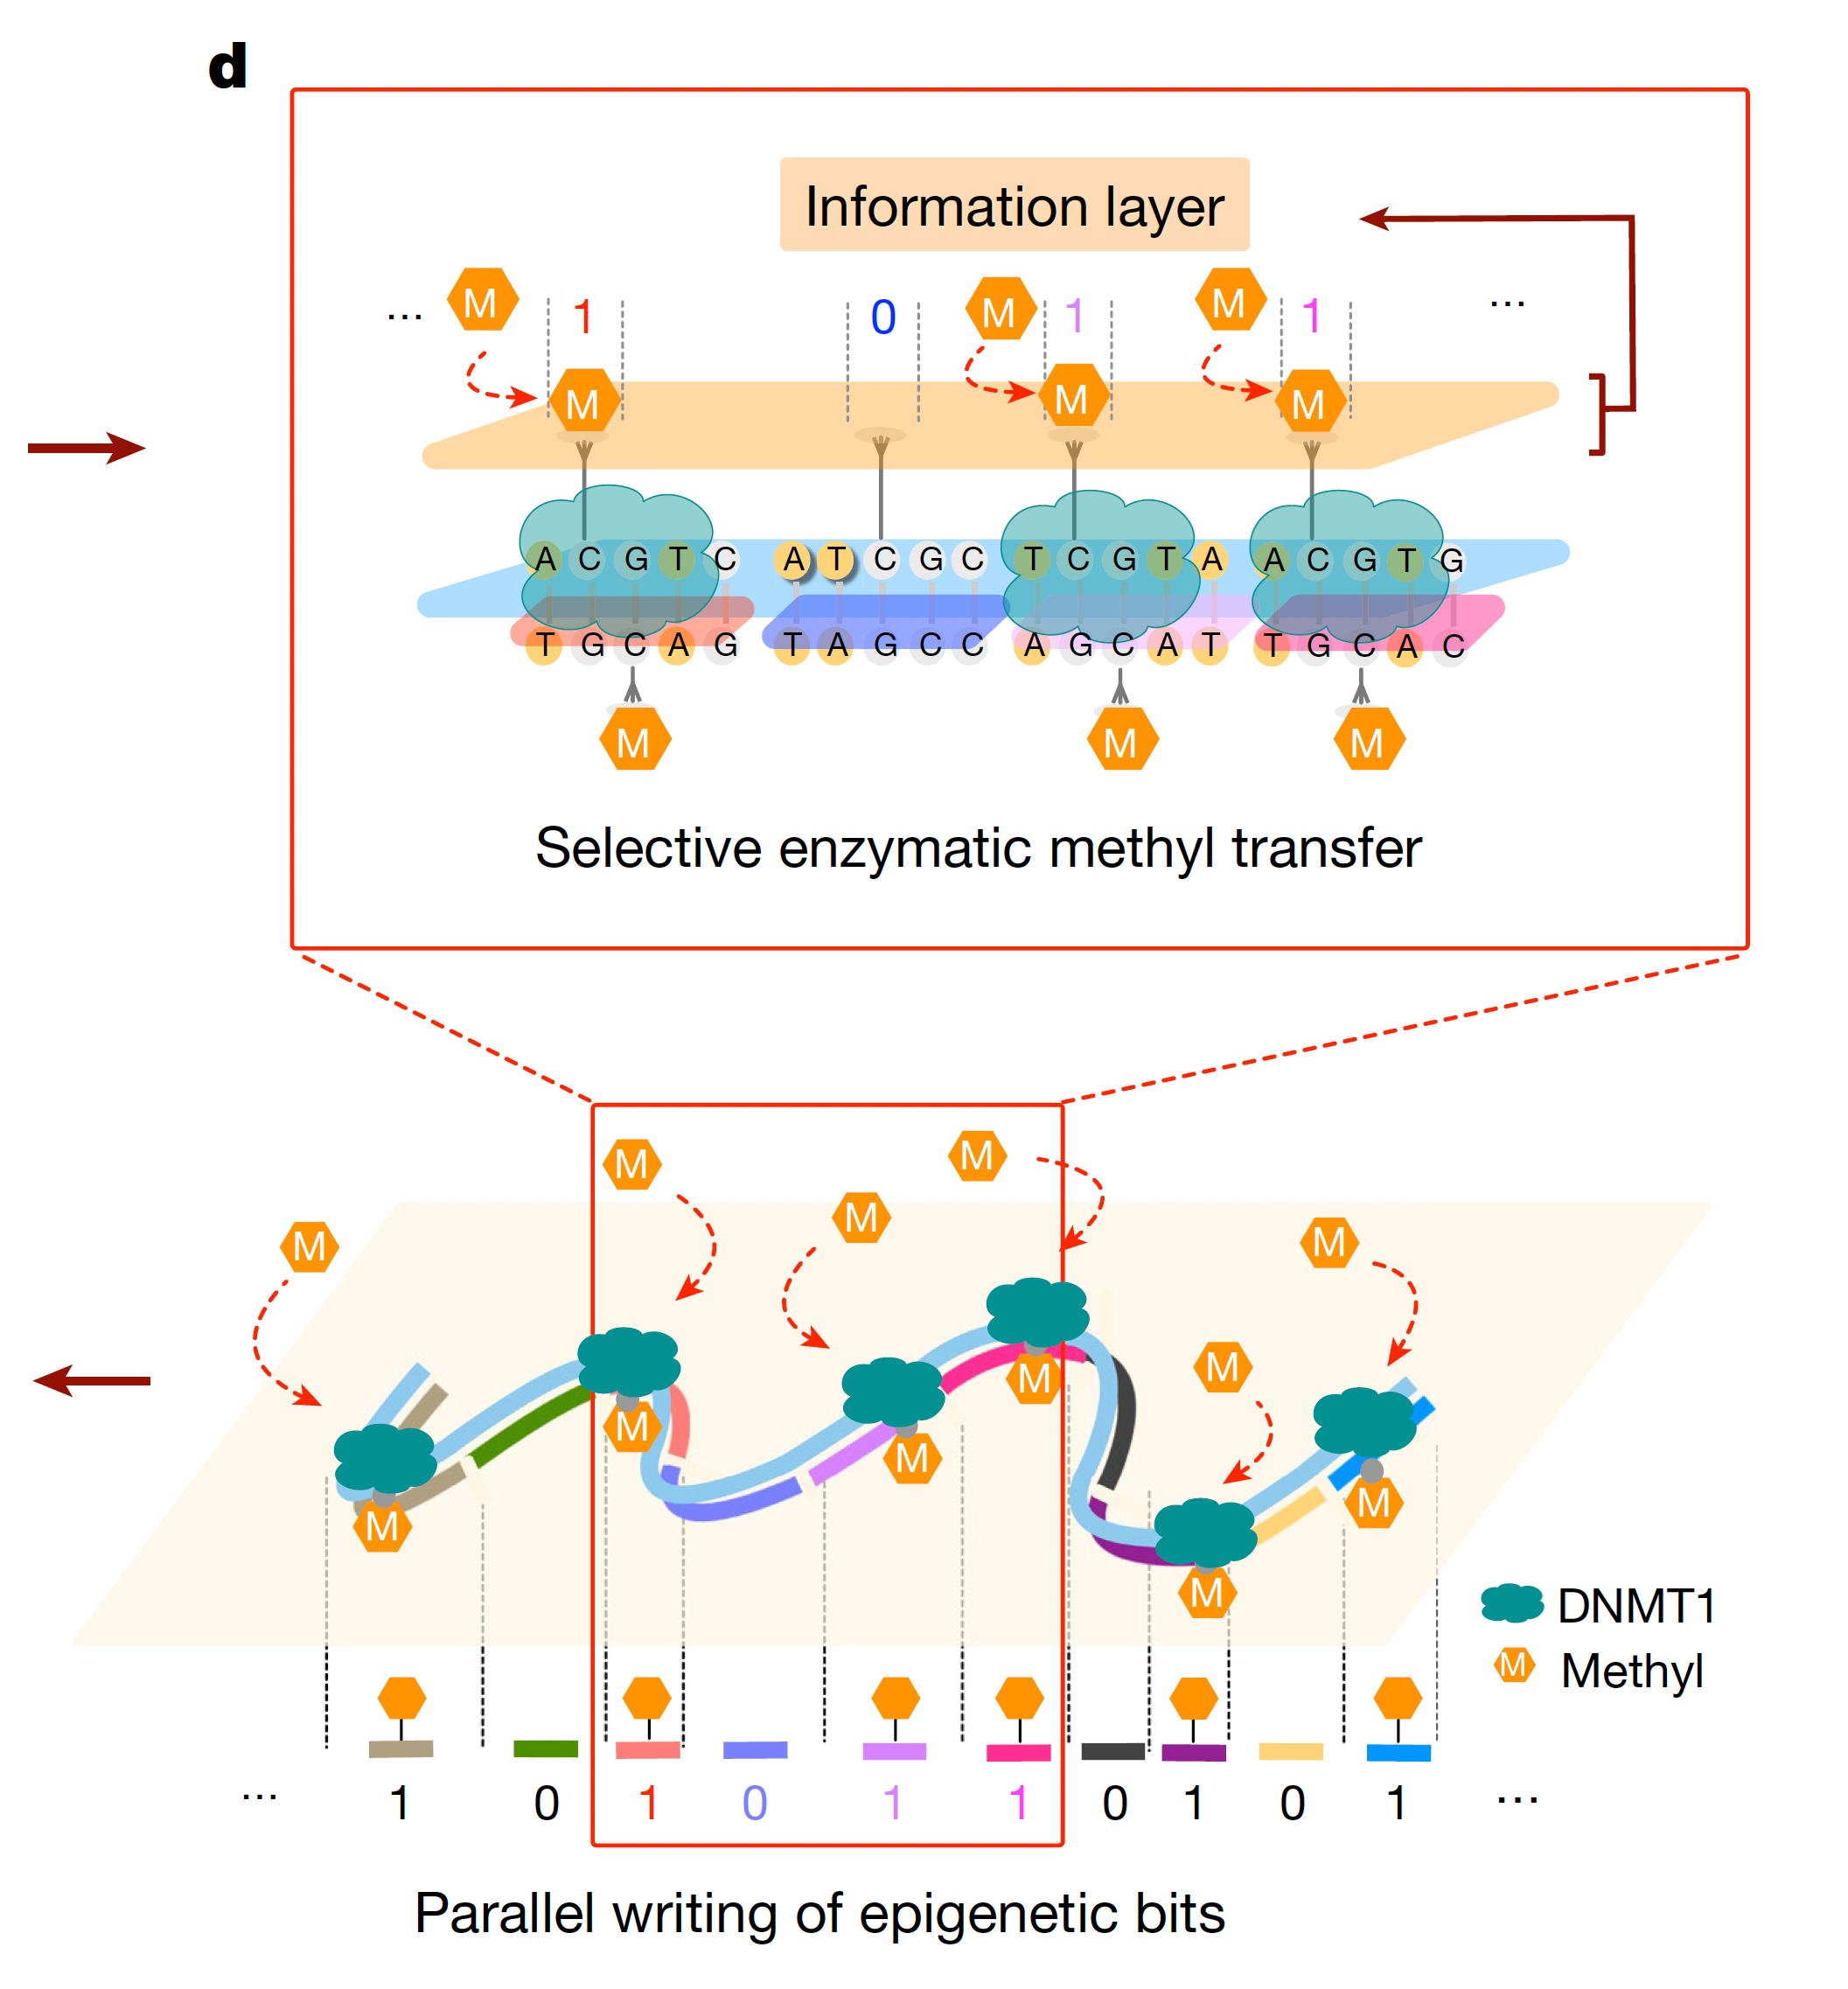 d
Information layer
... M 1 0 M 1 M 1 ...
M M M
A C G T C A T C G C T C G T A A C G T G
T G C A G T A G C C A G C A T T G C A C
M M M
Selective enzymatic methyl transfer
M M
M
M M
M
M
M M
M M
M
DNMT1
M Methyl
... 1 0 1 0 1 1 0 1 0 1 ...
Parallel writing of epigenetic bits